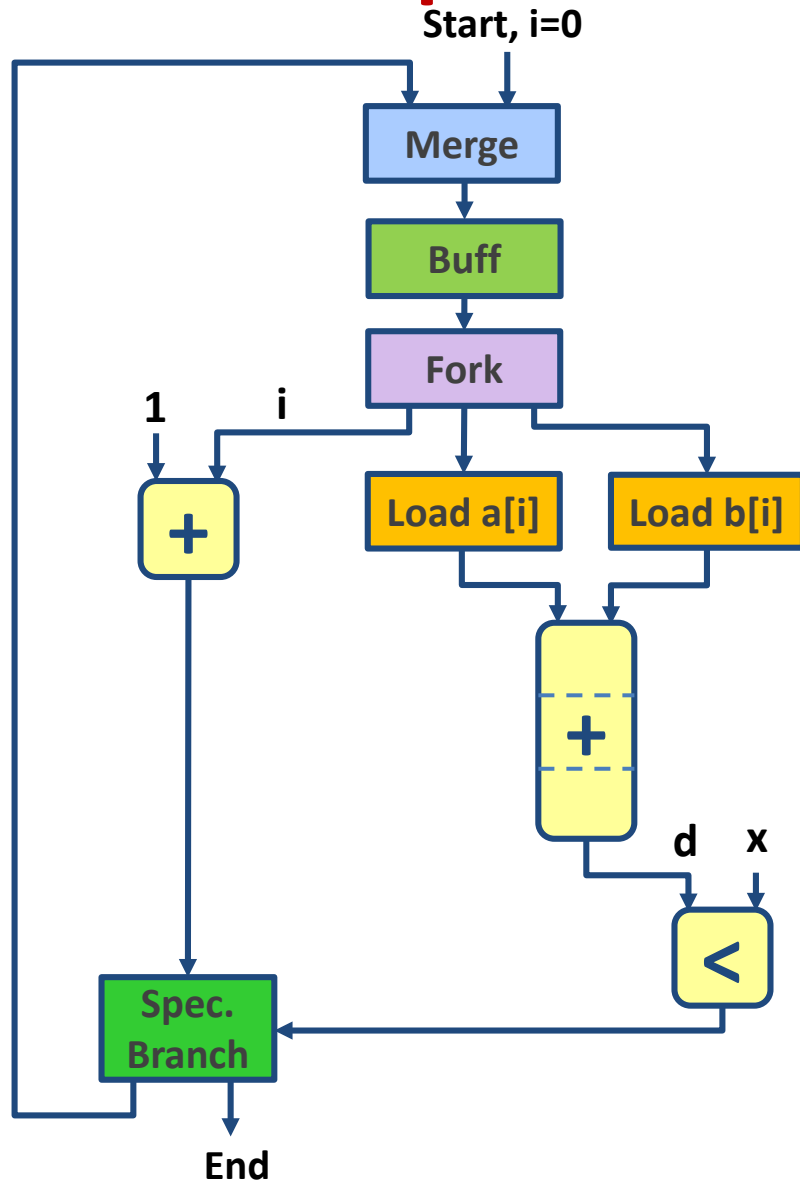 Start, i=0
Merge
Buff
Fork
1
i
+
Load a[i]
Load b[i]
+
d
x
<
Spec.
Branch
End